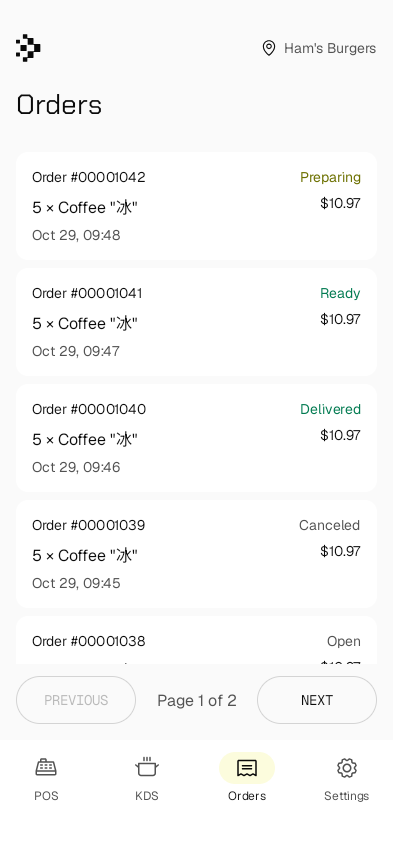 Ham's Burgers
Orders
Order #00001042
Preparing
5 × Coffee "冰"
$10.97
Oct 29, 09:48
Order #00001041
Ready
5 × Coffee "冰"
$10.97
Oct 29, 09:47
Order #00001040
Delivered
5 × Coffee "冰"
$10.97
Oct 29, 09:46
Order #00001039
Canceled
5 × Coffee "冰"
$10.97
Oct 29, 09:45
Order #00001038
Open
PREVIOUS
Page 1 of 2
NEXT
POS
KDS
Orders
Settings